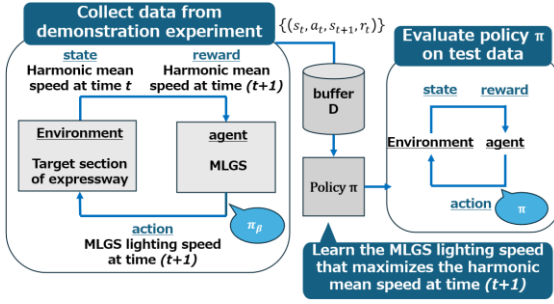 Collect data from
demonstration experiment
state
Harmonic mean
speed at time t
reward
Harmonic mean
speed at time (t+1)
Environment
Target section
of expressway
agent
MLGS
action
MLGS lighting speed
at time (t+1)
π_β
{(s_t, a_t, s_{t+1}, r_t)}
buffer
D
Policy π
Learn the MLGS lighting speed
that maximizes the harmonic
mean speed at time (t+1)
Evaluate policy π
on test data
state
reward
Environment
agent
action
π